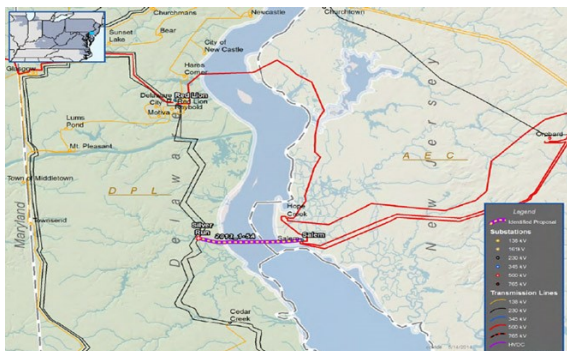 Churchmans
Newcastle
Churchtown
Sunset
Lake
Bear
City of
New Castle
Glasgow
Hams
Corner
Delaware
City
Red Lion
Red Lion
Reybold
Motiva
Lums
Pond
Mt. Pleasant
Orchard
A E C
Town of Middletown
D P L
Maryland
Delaware
New Jersey
Townsend
Hope
Creek
Silver
Run
Salem
Cedar
Creek
Legend
Identified Proposal
Substations
138 kV
230 kV
345 kV
500 kV
765 kV
Transmission Lines
138 kV
230 kV
345 kV
500 kV
765 kV
HVDC